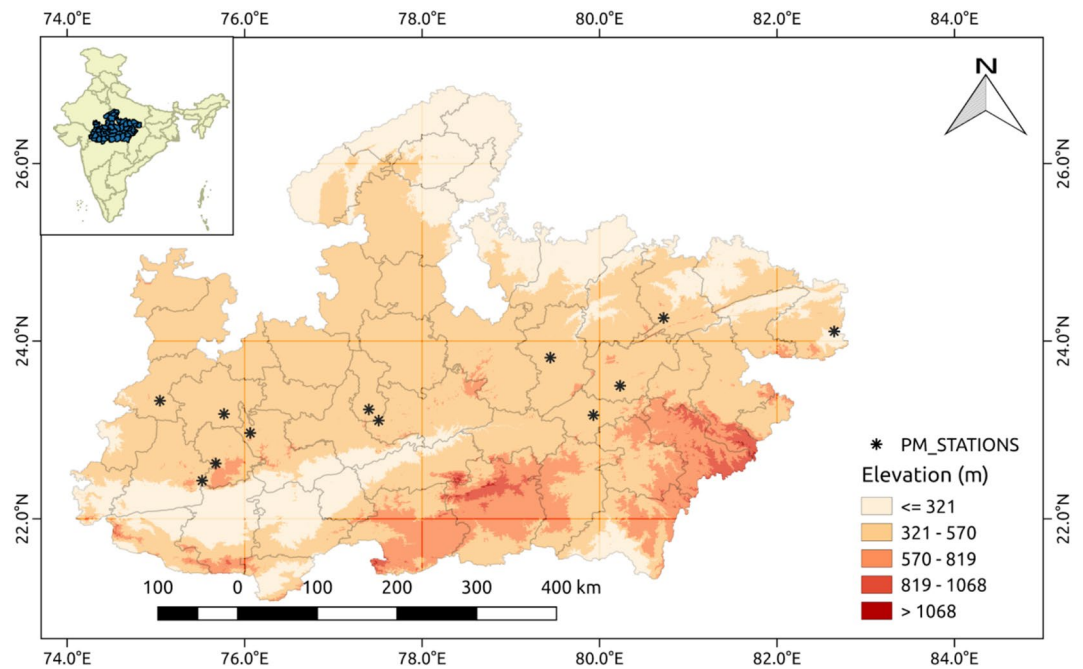 74.0°E 76.0°E 78.0°E 80.0°E 82.0°E 84.0°E
N
26.0°N 26.0°N
24.0°N 24.0°N
22.0°N 22.0°N
PM_STATIONS
Elevation (m)
<= 321
321 - 570
570 - 819
819 - 1068
> 1068
100 0 100 200 300 400 km
74.0°E 76.0°E 78.0°E 80.0°E 82.0°E 84.0°E